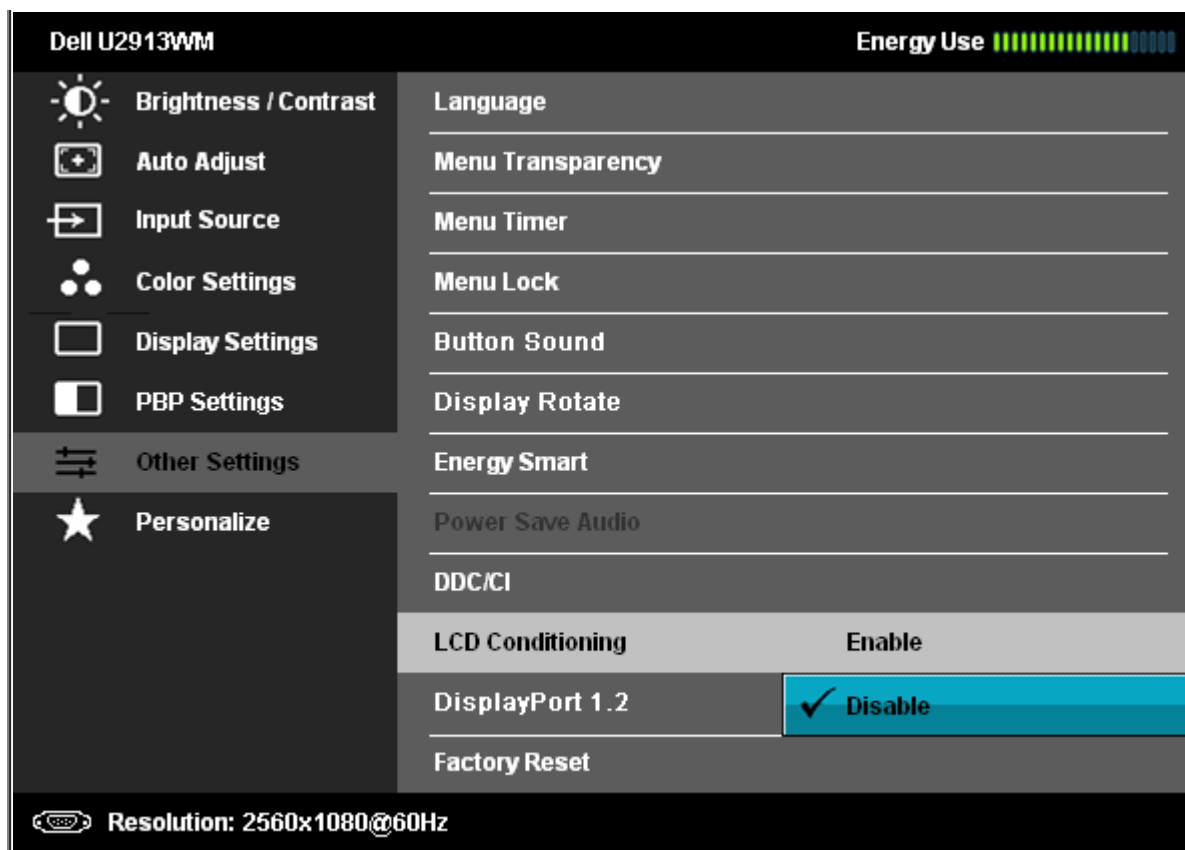 Dell U2913WM Energy Use
Brightness / Contrast Language
Auto Adjust Menu Transparency
Input Source Menu Timer
Color Settings Menu Lock
Display Settings Button Sound
PBP Settings Display Rotate
Other Settings Energy Smart
Personalize Power Save Audio
DDC/CI
LCD Conditioning Enable
DisplayPort 1.2 Disable
Factory Reset
Resolution: 2560x1080@60Hz